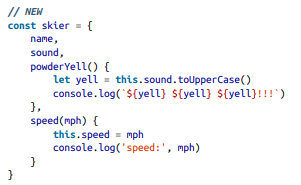 // NEW
const skier = {
    name,
    sound,
    powderYell() {
        let yell = this.sound.toUpperCase()
        console.log(`${yell} ${yell} ${yell}!!!`)
    },
    speed(mph) {
        this.speed = mph
        console.log('speed:', mph)
    }
}